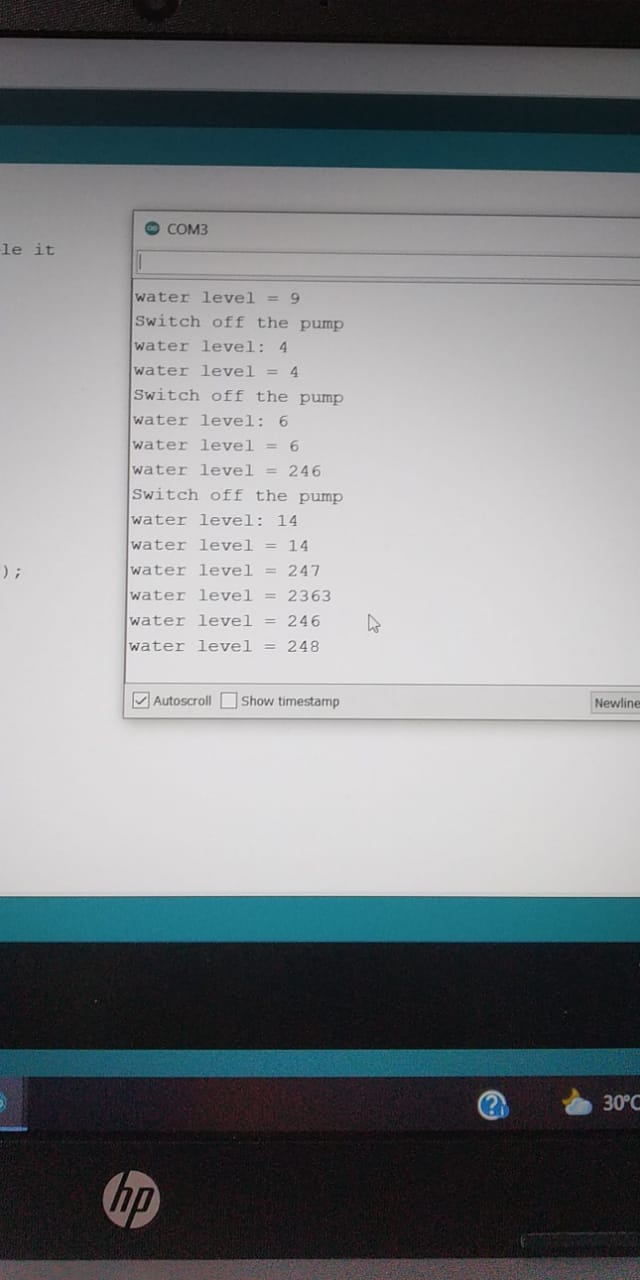 le it
COM3
water level = 9
Switch off the pump
water level: 4
water level = 4
Switch off the pump
water level: 6
water level = 6
water level = 246
Switch off the pump
water level: 14
water level = 14
water level = 247
);
water level = 2363
water level = 246
water level = 248
Autoscroll Show timestamp Newline
30°C
hp